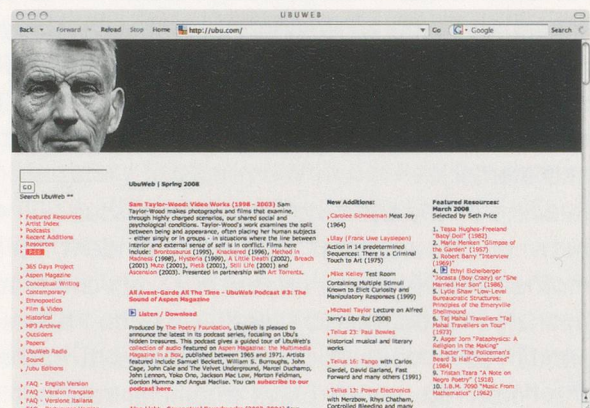 UBUWEB
Back Forward Reload Stop Home http://ubu.com/ Go Google Search
GO
Search UbuWeb ^^
Featured Resources
Artist Index
Podcasts
Recent Additions
Resources
RSS
365 Days Project
Aspen Magazine
Conceptual Writing
Contemporary
Ethnopoetics
Film & Video
Historical
MP3 Archive
Outsiders
Papers
UbuWeb Radio
Sound
/ubu Editions
FAQ - English Version
FAQ - Version Française
FAQ - Versione Italiana
UbuWeb | Spring 2008
Sam Taylor-Wood: Video Works (1998 - 2003) Sam
Taylor-Wood makes photographs and films that examine,
through highly charged scenarios, our shared social and
psychological conditions. Taylor-Wood's work examines the split
between being and appearance, often placing her human subjects
- either singly or in groups - in situations where the line between
interior and external sense of self is in conflict. Films here
include: Brontosaurus (1995), Knackered (1996), Method in
Madness (1998), Hysteria (1999), A Little Death (2002), Breach
(2001) Mute (2001), Pietà (2001), Still Life (2001) and
Ascension (2003). Presented in partnership with Art Torrents.
All Avant-Garde All The Time - UbuWeb Podcast #3: The
Sound of Aspen Magazine
Listen / Download
Produced by The Poetry Foundation, UbuWeb is pleased to
announce the latest in its podcast series, focusing on Ubu's
hidden treasures. This podcast gives a guided tour of UbuWeb's
collection of audio featured on Aspen Magazine: The Multimedia
Magazine in a Box, published between 1965 and 1971. Artists
featured include Samuel Beckett, William S. Burroughs, John
Cage, John Cale and The Velvet Underground, Marcel Duchamp,
John Lennon, Yoko Ono, Jackson Mac Low, Morton Feldman,
Gordon Mumma and Angus Maclise. You can subscribe to our
podcast here.
New Additions:
Carolee Schneeman Meat Joy
(1964)
Ulay (Frank Uwe Laysiepen)
Action in 14 predetermined
Sequences: There is a Criminal
Touch to Art (1975)
Mike Kelley Test Room
Containing Multiple Stimuli
Known to Elicit Curiosity and
Manipulatory Responses (1999)
Michael Taylor Lecture on Alfred
Jarry's Ubu Roi (2008)
Tellus 23: Paul Bowles
Historical musical and literary
works
Tellus 16: Tango with Carlos
Gardel, David Garland, Fast
Forward and many others (1991)
Tellus 13: Power Electronics
with Merzbow, Rhys Chatham,
Controlled Bleeding and many
Featured Resources:
March 2008
Selected by Seth Price
1. Tessa Hughes-Freeland
"Baby Doll" (1982)
2. Marie Menken "Glimpse of
the Garden" (1957)
3. Robert Barry "Interview
(1969)"
4. Ethyl Eichelberger
"Jocasta (Boy Crazy) or "She
Married Her Son" (1986)
5. Lytle Shaw "Low-Level
Bureaucratic Structures:
Principles of the Emeryville
Shellmound
6. Taj Mahal Travellers "Taj
Mahal Travellers on Tour"
(1973)
7. Asger Jorn "Pataphysics: A
Religion in the Making"
8. Racter "The Policeman's
Beard Is Half-Constructed"
(1984)
9. Tristan Tzara "A Note on
Negro Poetry" (1918)
10. I.B.M. 7090 "Music From
Mathematics" (1962)